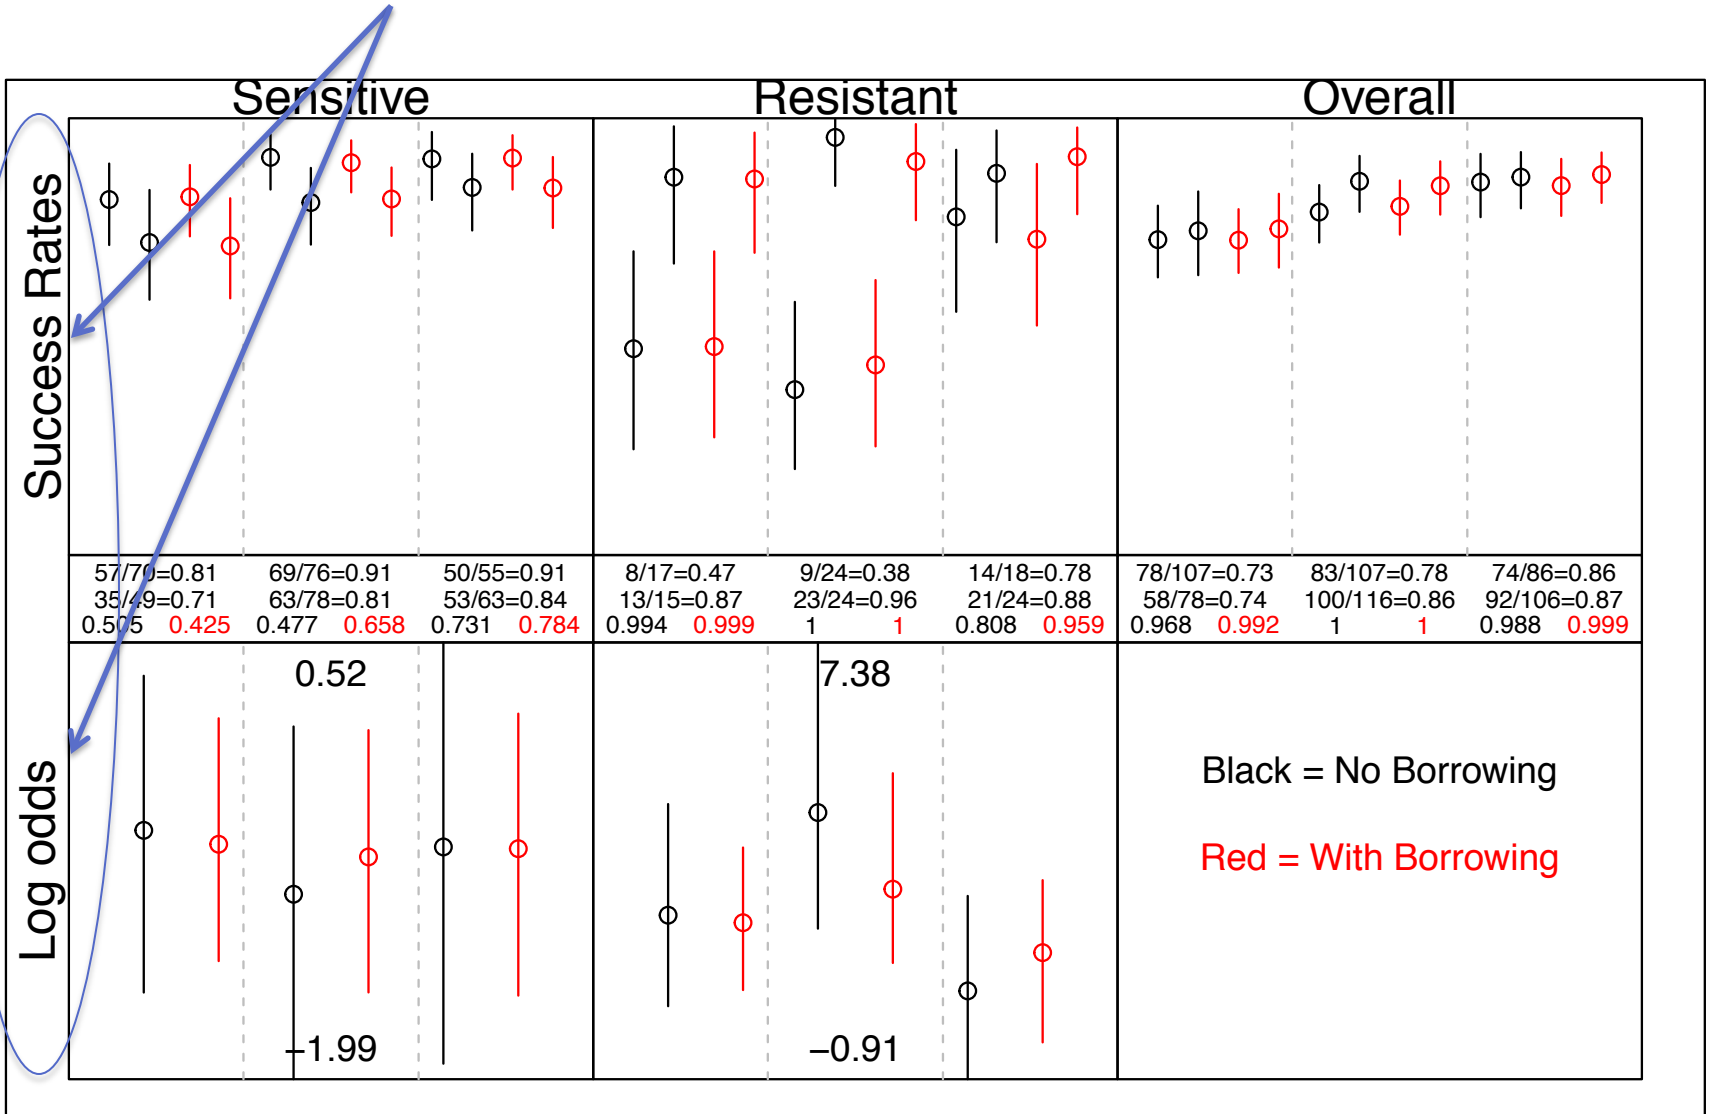 Sensitive Resistant Overall
Success Rates
57/70=0.81 69/76=0.91 50/55=0.91 8/17=0.47 9/24=0.38 14/18=0.78 78/107=0.73 83/107=0.78 74/86=0.86
35/49=0.71 63/78=0.81 53/63=0.84 13/15=0.87 23/24=0.96 21/24=0.88 58/78=0.74 100/116=0.86 92/106=0.87
0.505 0.425 0.477 0.658 0.731 0.784 0.994 0.999 1 1 0.808 0.959 0.968 0.992 1 1 0.988 0.999
Log odds
0.52 7.38
Black = No Borrowing
Red = With Borrowing
−1.99 −0.91